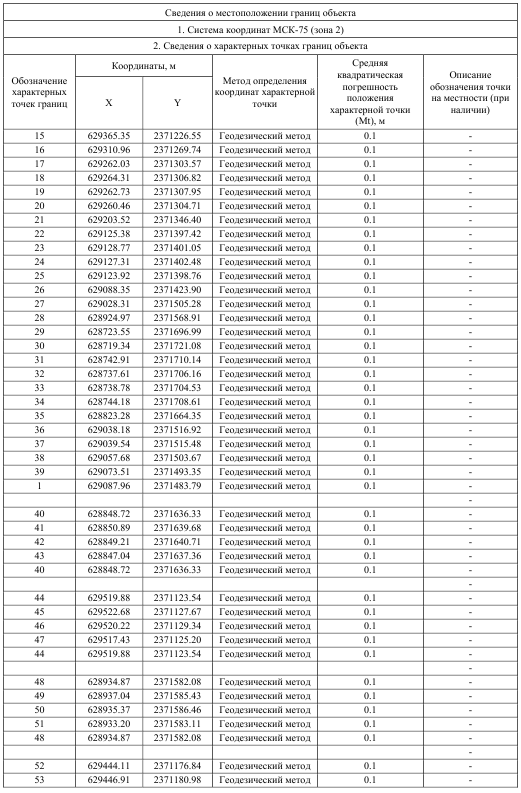 Сведения о местоположении границ объекта
1. Система координат МСК-75 (зона 2)
2. Сведения о характерных точках границ объекта
Обозначение характерных точек границ | Координаты, м | Метод определения координат характерной точки | Средняя квадратическая погрешность положения характерной точки (Mt), м | Описание обозначения точки на местности (при наличии)
X | Y
15 629365.35 2371226.55 Геодезический метод 0.1 -
16 629310.96 2371269.74 Геодезический метод 0.1 -
17 629262.03 2371303.57 Геодезический метод 0.1 -
18 629264.31 2371306.82 Геодезический метод 0.1 -
19 629262.73 2371307.95 Геодезический метод 0.1 -
20 629260.46 2371304.71 Геодезический метод 0.1 -
21 629203.52 2371346.40 Геодезический метод 0.1 -
22 629125.38 2371397.42 Геодезический метод 0.1 -
23 629128.77 2371401.05 Геодезический метод 0.1 -
24 629127.31 2371402.48 Геодезический метод 0.1 -
25 629123.92 2371398.76 Геодезический метод 0.1 -
26 629088.35 2371423.90 Геодезический метод 0.1 -
27 629028.31 2371505.28 Геодезический метод 0.1 -
28 628924.97 2371568.91 Геодезический метод 0.1 -
29 628723.55 2371696.99 Геодезический метод 0.1 -
30 628719.34 2371721.08 Геодезический метод 0.1 -
31 628742.91 2371710.14 Геодезический метод 0.1 -
32 628737.61 2371706.16 Геодезический метод 0.1 -
33 628738.78 2371704.53 Геодезический метод 0.1 -
34 628744.18 2371708.61 Геодезический метод 0.1 -
35 628823.28 2371664.35 Геодезический метод 0.1 -
36 629038.18 2371516.92 Геодезический метод 0.1 -
37 629039.54 2371515.48 Геодезический метод 0.1 -
38 629057.68 2371503.67 Геодезический метод 0.1 -
39 629073.51 2371493.35 Геодезический метод 0.1 -
1 629087.96 2371483.79 Геодезический метод 0.1 -
-
40 628848.72 2371636.33 Геодезический метод 0.1 -
41 628850.89 2371639.68 Геодезический метод 0.1 -
42 628849.21 2371640.71 Геодезический метод 0.1 -
43 628847.04 2371637.36 Геодезический метод 0.1 -
40 628848.72 2371636.33 Геодезический метод 0.1 -
-
44 629519.88 2371123.54 Геодезический метод 0.1 -
45 629522.68 2371127.67 Геодезический метод 0.1 -
46 629520.22 2371129.34 Геодезический метод 0.1 -
47 629517.43 2371125.20 Геодезический метод 0.1 -
44 629519.88 2371123.54 Геодезический метод 0.1 -
-
48 628934.87 2371582.08 Геодезический метод 0.1 -
49 628937.04 2371585.43 Геодезический метод 0.1 -
50 628935.37 2371586.46 Геодезический метод 0.1 -
51 628933.20 2371583.11 Геодезический метод 0.1 -
48 628934.87 2371582.08 Геодезический метод 0.1 -
-
52 629444.11 2371176.84 Геодезический метод 0.1 -
53 629446.91 2371180.98 Геодезический метод 0.1 -